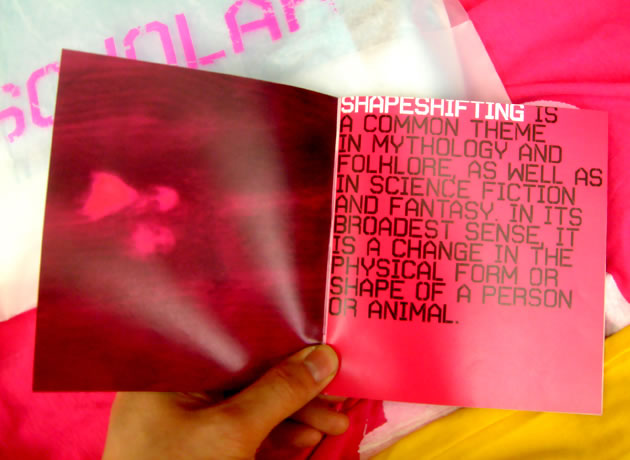 SCHOLAR
SHAPESHIFTING IS
A COMMON THEME
IN MYTHOLOGY AND
FOLKLORE, AS WELL AS
IN SCIENCE FICTION
AND FANTASY. IN ITS
BROADEST SENSE, IT
IS A CHANGE IN THE
PHYSICAL FORM OR
SHAPE OF A PERSON
OR ANIMAL.